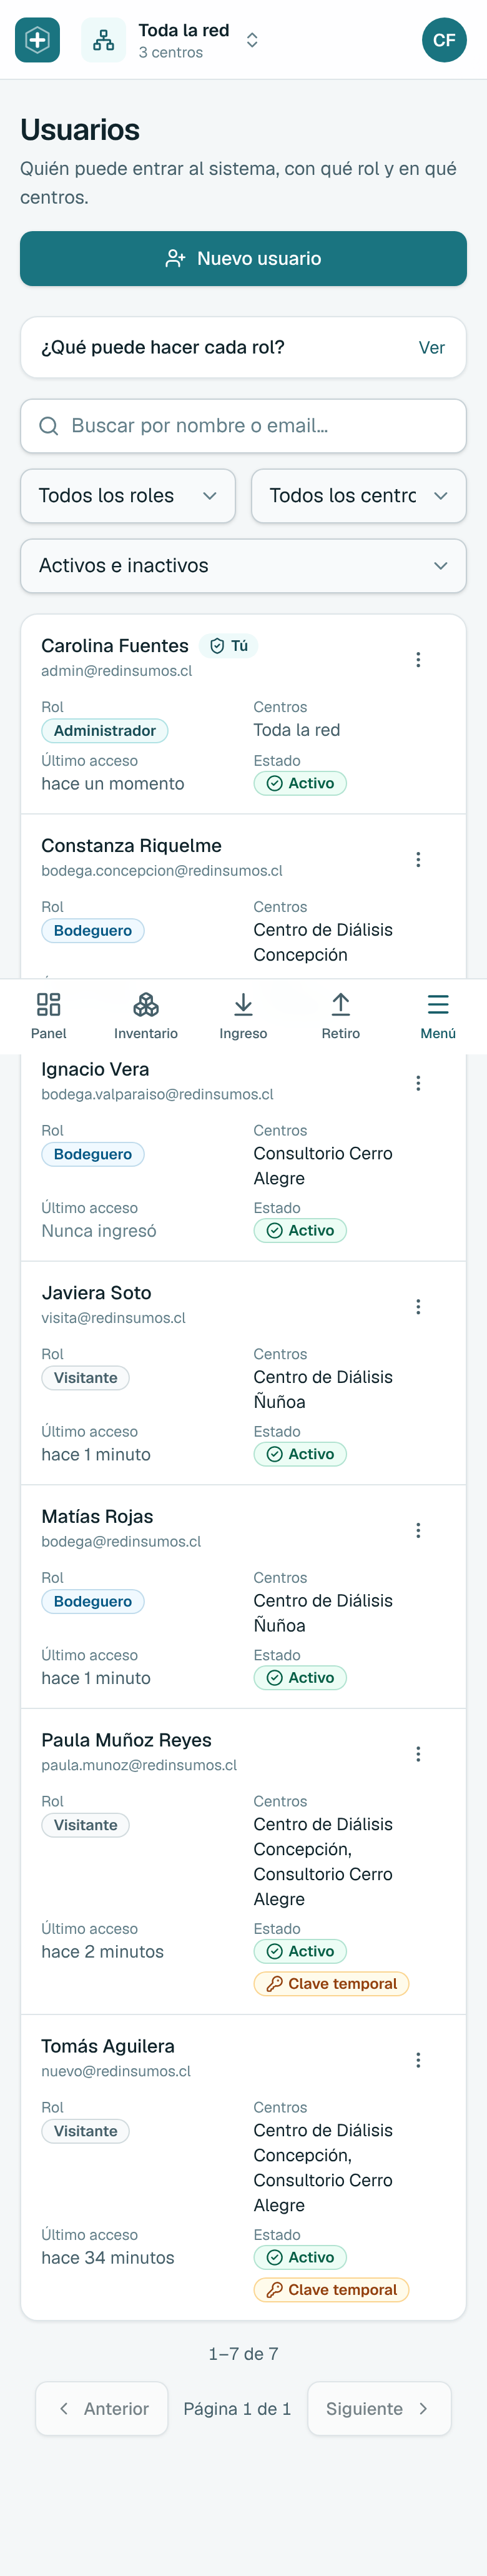 Toda la red
3 centros
CF
Usuarios
Quién puede entrar al sistema, con qué rol y en qué
centros.
Nuevo usuario
¿Qué puede hacer cada rol?
Ver
Buscar por nombre o email...
Todos los roles
Todos los centrc
Activos e inactivos
Carolina Fuentes
Tú
admin@redinsumos.cl
Rol
Centros
Administrador
Toda la red
Último acceso
Estado
hace un momento
Activo
Constanza Riquelme
bodega.concepcion@redinsumos.cl
Rol
Centros
Bodeguero
Centro de Diálisis
Concepción
Panel
Inventario
Ingreso
Retiro
Menú
Ignacio Vera
bodega.valparaiso@redinsumos.cl
Rol
Centros
Bodeguero
Consultorio Cerro
Alegre
Último acceso
Estado
Nunca ingresó
Activo
Javiera Soto
visita@redinsumos.cl
Rol
Centros
Visitante
Centro de Diálisis
Ñuñoa
Último acceso
Estado
hace 1 minuto
Activo
Matías Rojas
bodega@redinsumos.cl
Rol
Centros
Bodeguero
Centro de Diálisis
Ñuñoa
Último acceso
Estado
hace 1 minuto
Activo
Paula Muñoz Reyes
paula.munoz@redinsumos.cl
Rol
Centros
Visitante
Centro de Diálisis
Concepción,
Consultorio Cerro
Alegre
Último acceso
Estado
hace 2 minutos
Activo
Clave temporal
Tomás Aguilera
nuevo@redinsumos.cl
Rol
Centros
Visitante
Centro de Diálisis
Concepción,
Consultorio Cerro
Alegre
Último acceso
Estado
hace 34 minutos
Activo
Clave temporal
1–7 de 7
Anterior
Página 1 de 1
Siguiente